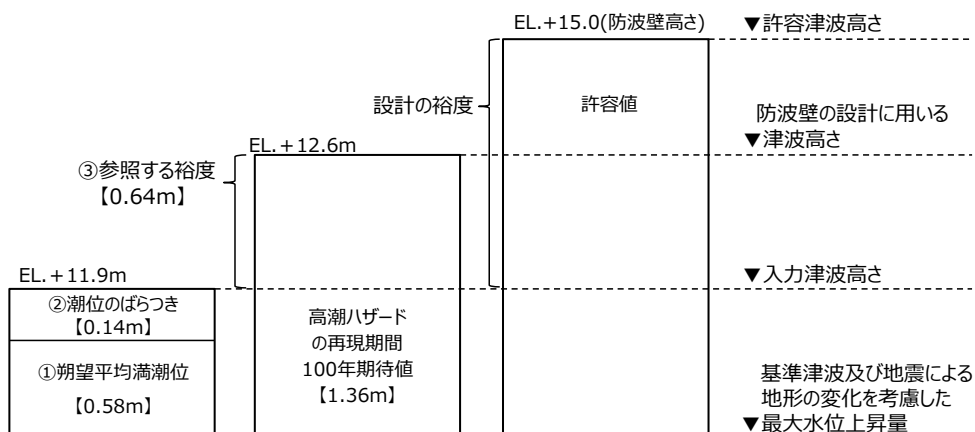 EL.+15.0(防波壁高さ)
▼許容津波高さ
設計の裕度
許容値
防波壁の設計に用いる
▼津波高さ
EL.+12.6m
③参照する裕度
【0.64m】
EL.+11.9m
▼入力津波高さ
②潮位のばらつき
【0.14m】
高潮ハザード
の再現期間
100年期待値
【1.36m】
①朔望平均満潮位
【0.58m】
基準津波及び地震による
地形の変化を考慮した
▼最大水位上昇量